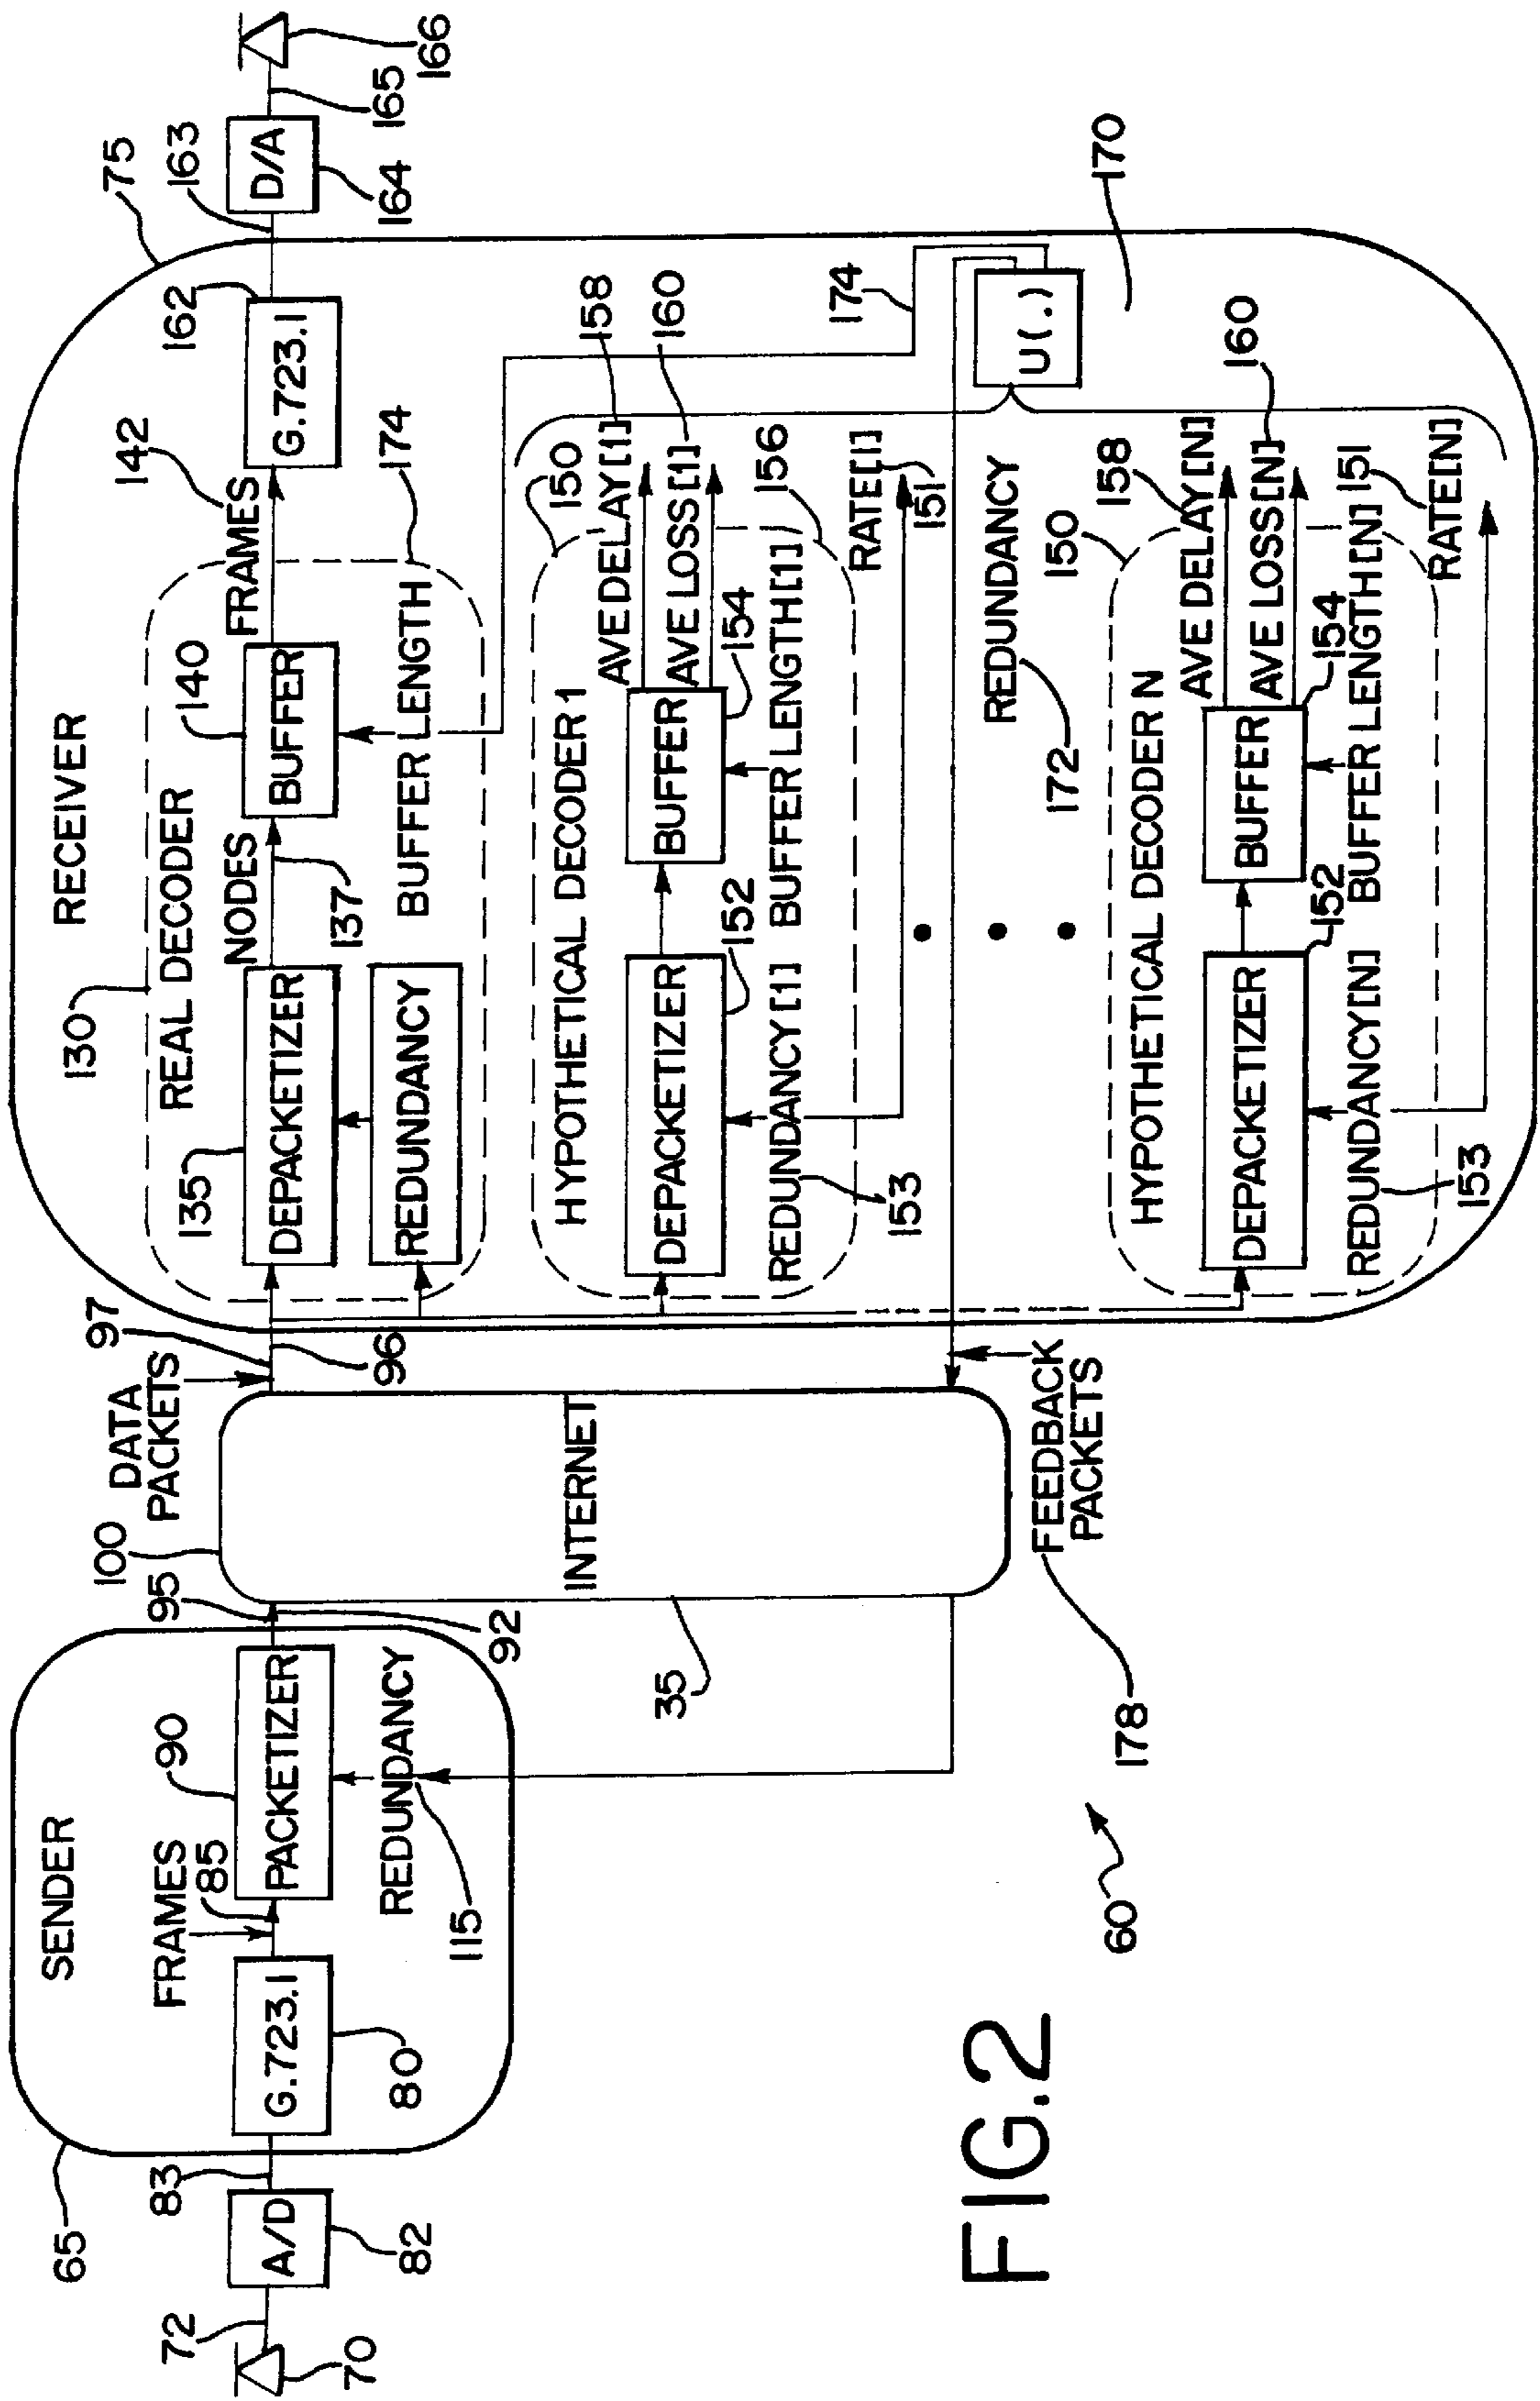 SENDER
RECEIVER
65
70
72
A/D
82
83
G.723.1
80
FRAMES
85
PACKETIZER
90
REDUNDANCY
115
92
95
100
INTERNET
35
DATA
PACKETS
97
96
FEEDBACK
PACKETS
178
60
75
130
REAL DECODER
135
DEPACKETIZER
REDUNDANCY
NODES
137
140
BUFFER
BUFFER LENGTH
174
FRAMES
142
G.723.1
162
163
D/A
164
165
166
HYPOTHETICAL DECODER 1
150
DEPACKETIZER
152
REDUNDANCY[1]
153
BUFFER
154
BUFFER LENGTH[1]
156
AVE DELAY[1]
158
AVE LOSS[1]
160
RATE[1]
151
REDUNDANCY
172
174
U(.)
170
HYPOTHETICAL DECODER N
150
DEPACKETIZER
152
REDUNDANCY[N]
153
BUFFER
154
BUFFER LENGTH[N]
AVE DELAY[N]
158
AVE LOSS[N]
160
RATE[N]
151
FIG.2